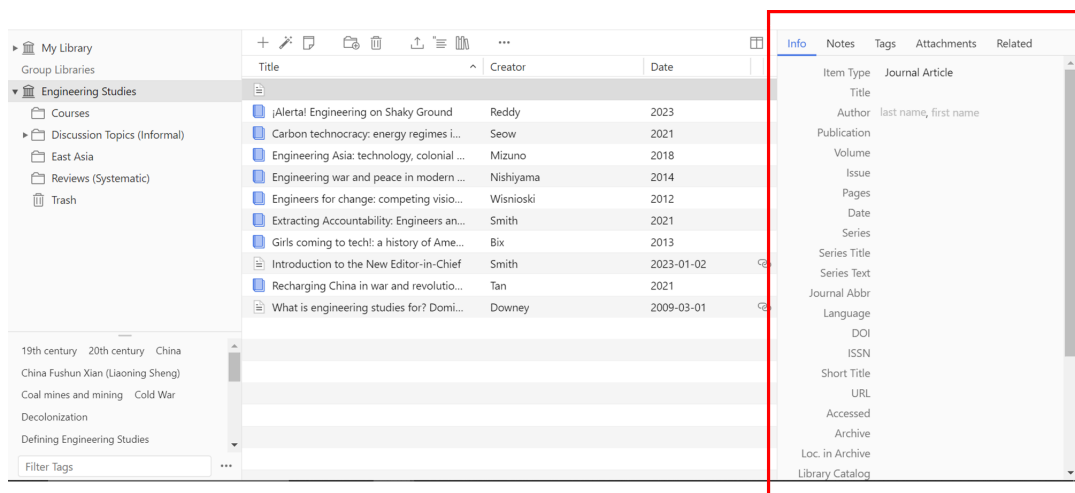 My Library
Group Libraries
Engineering Studies
Courses
Discussion Topics (Informal)
East Asia
Reviews (Systematic)
Trash
19th century 20th century China
China Fushun Xian (Liaoning Sheng)
Coal mines and mining Cold War
Decolonization
Defining Engineering Studies
Filter Tags
Title Creator Date
¡Alerta! Engineering on Shaky Ground Reddy 2023
Carbon technocracy: energy regimes i... Seow 2021
Engineering Asia: technology, colonial ... Mizuno 2018
Engineering war and peace in modern ... Nishiyama 2014
Engineers for change: competing visio... Wisnioski 2012
Extracting Accountability: Engineers an... Smith 2021
Girls coming to tech!: a history of Ame... Bix 2013
Introduction to the New Editor-in-Chief Smith 2023-01-02
Recharging China in war and revolutio... Tan 2021
What is engineering studies for? Domi... Downey 2009-03-01
Info Notes Tags Attachments Related
Item Type Journal Article
Title
Author last name, first name
Publication
Volume
Issue
Pages
Date
Series
Series Title
Series Text
Journal Abbr
Language
DOI
ISSN
Short Title
URL
Accessed
Archive
Loc. in Archive
Library Catalog